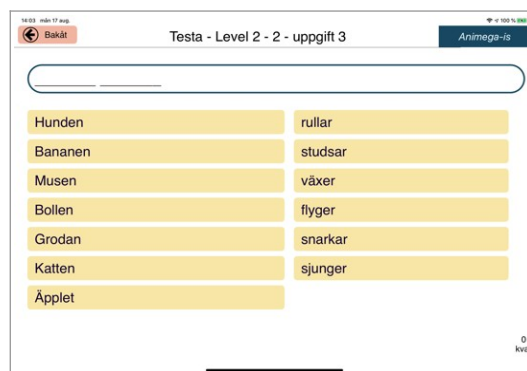 14:03 mån 17 aug.
100 %
Bakåt
Testa - Level 2 - 2 - uppgift 3
Animega-is
Hunden
rullar
Bananen
studsar
Musen
växer
Bollen
flyger
Grodan
snarkar
Katten
sjunger
Äpplet
0